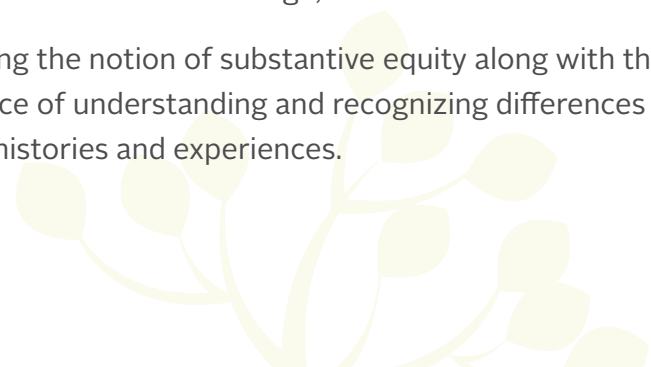 ng the notion of substantive equity along with th
ce of understanding and recognizing differences
histories and experiences.